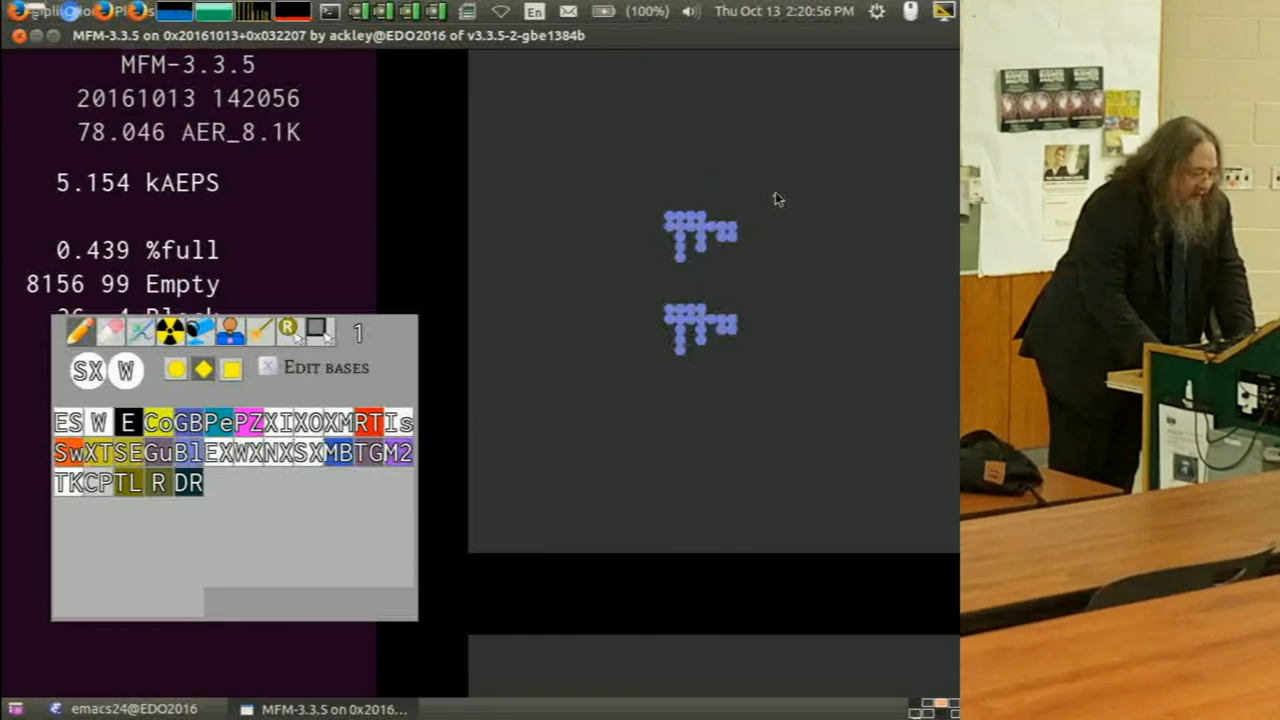 En
(100%)
Thu Oct 13 2:20:56 PM
MFM-3.3.5 on 0x20161013+0x032207 by ackley@EDO2016 of v3.3.5-2-gbe1384b
MFM-3.3.5
20161013 142056
78.046 AER_8.1K
5.154 kAEPS
0.439 %full
8156 99 Empty
1
SX W
EDIT BASES
ES W E Co GB Pe PZ XI XO XM RT Is
Sw XT SE Gu Bl EX WX NX SX MB TG M2
TK CP TL R DR
emacs24@EDO2016
MFM-3.3.5 on 0x2016...